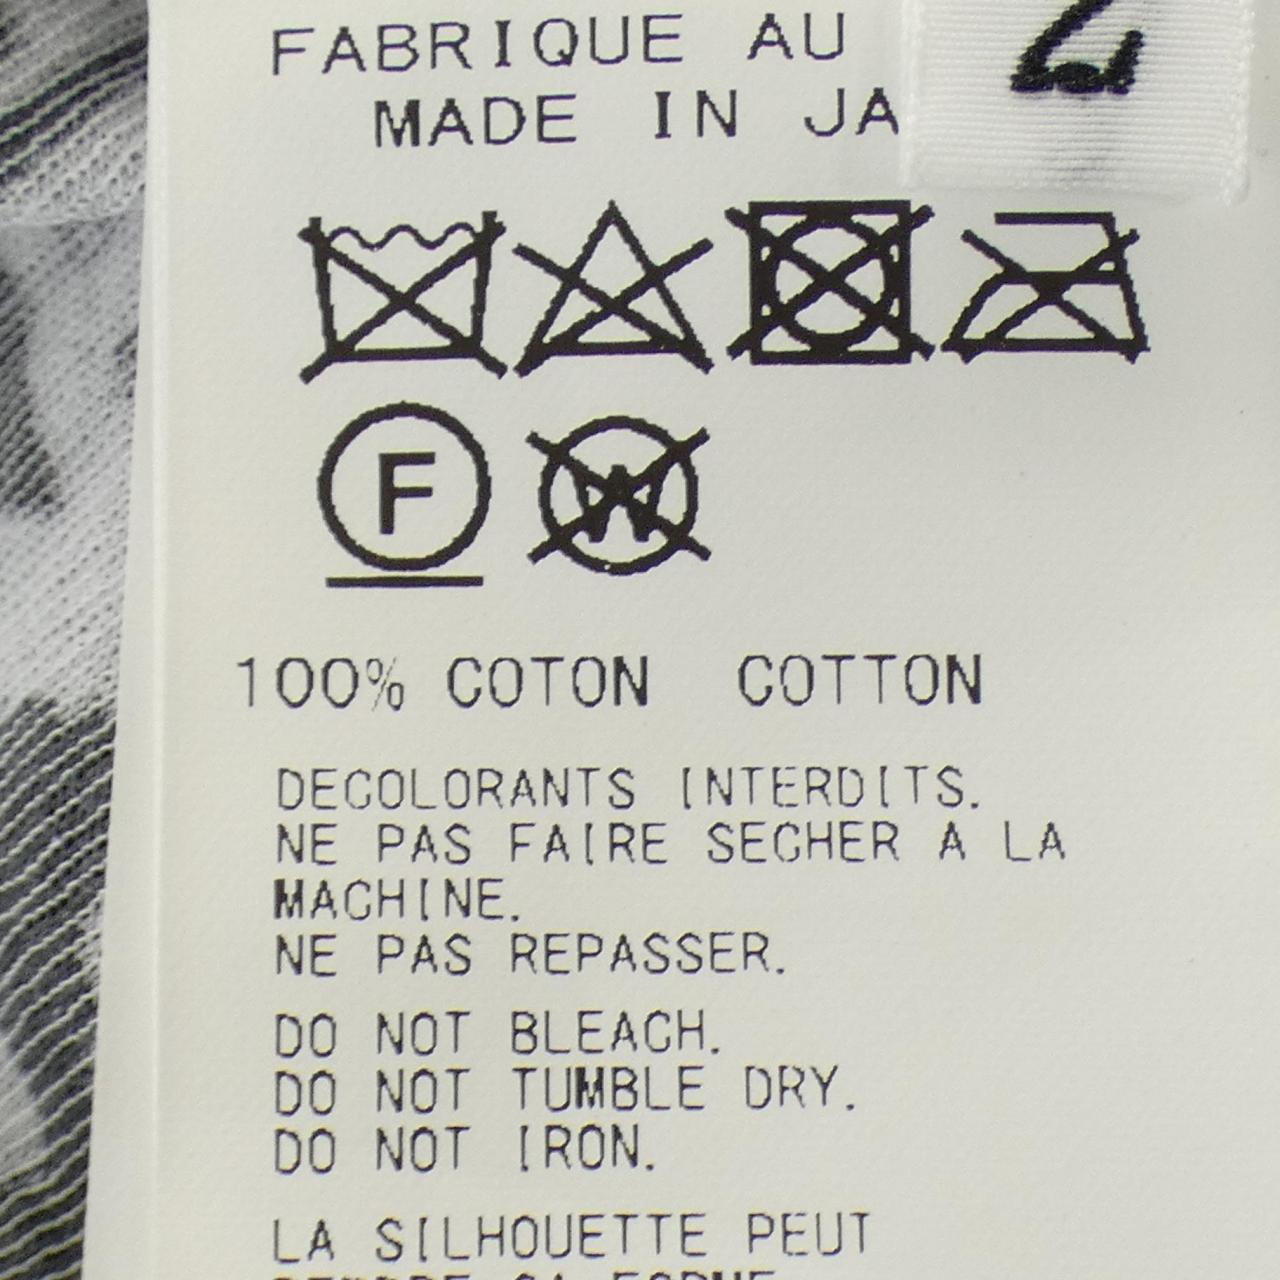 FABRIQUE AU
MADE IN JA
2
F
W
100% COTON COTTON
DECOLORANTS INTERDITS.
NE PAS FAIRE SECHER A LA
MACHINE.
NE PAS REPASSER.
DO NOT BLEACH.
DO NOT TUMBLE DRY.
DO NOT IRON.
LA SILHOUETTE PEUT